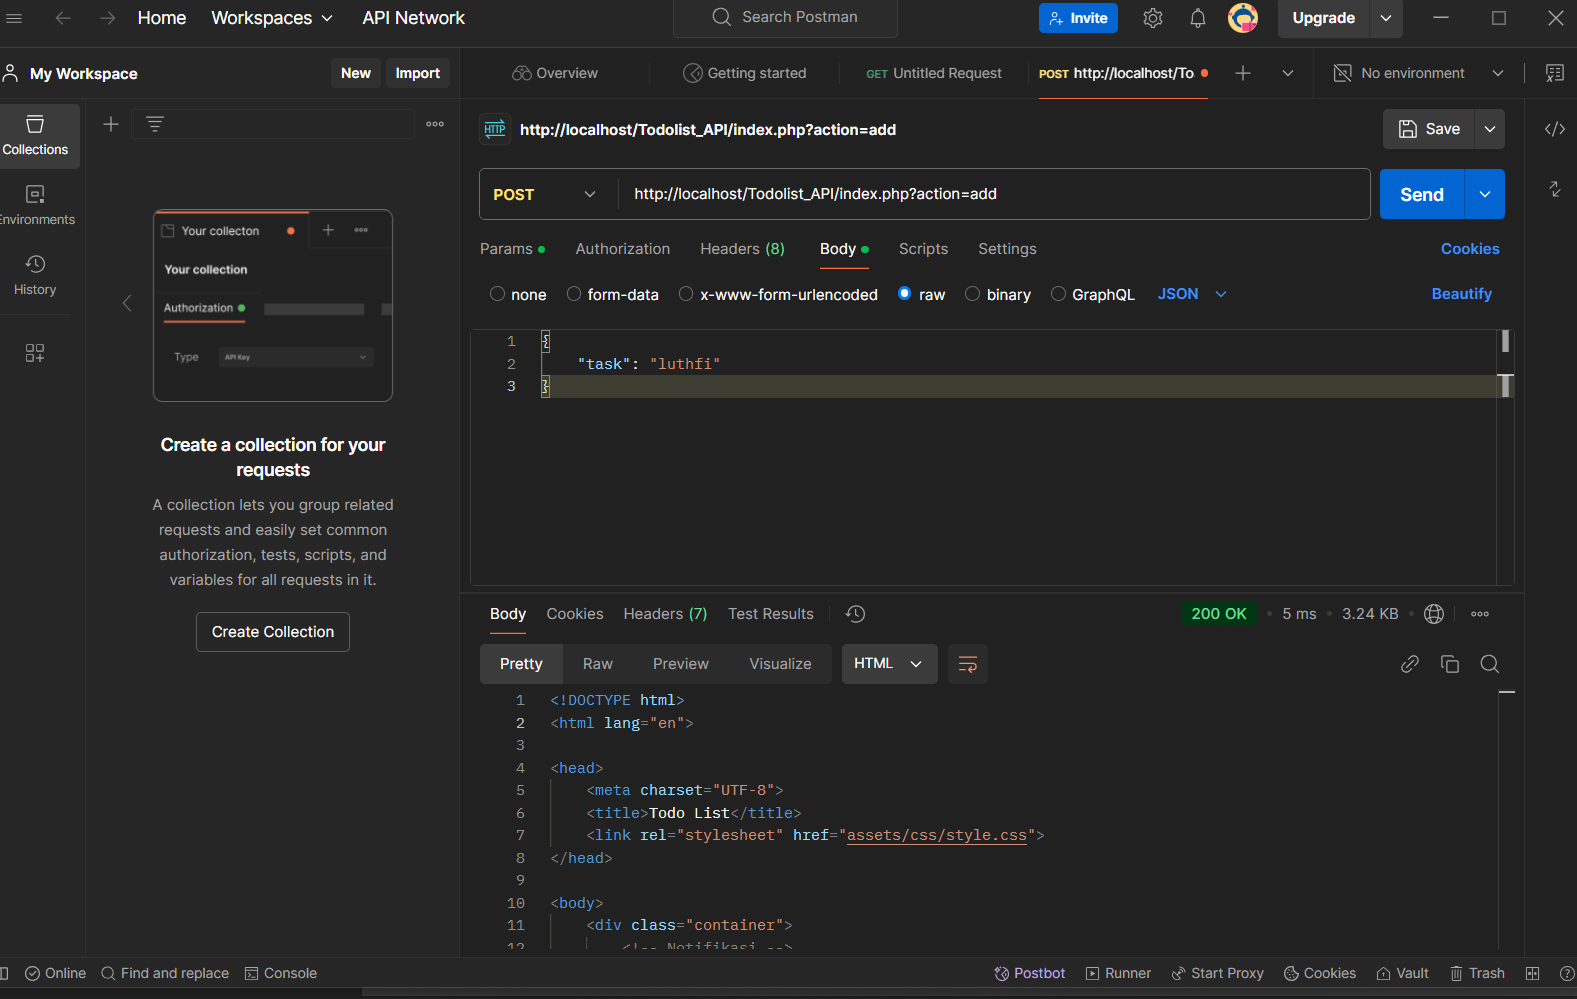 Home
Workspaces
API Network
Search Postman
Invite
Upgrade
My Workspace
New
Import
Overview
Getting started
GET Untitled Request
POST http://localhost/To
No environment
Collections
Environments
History
http://localhost/Todolist_API/index.php?action=add
Save
POST
http://localhost/Todolist_API/index.php?action=add
Send
Params
Authorization
Headers (8)
Body
Scripts
Settings
Cookies
none
form-data
x-www-form-urlencoded
raw
binary
GraphQL
JSON
Beautify
1 {
2 "task": "luthfi"
3 }
Your collecton
Your collection
Authorization
Type
API Key
Create a collection for your
requests
A collection lets you group related
requests and easily set common
authorization, tests, scripts, and
variables for all requests in it.
Create Collection
Body
Cookies
Headers (7)
Test Results
200 OK
5 ms
3.24 KB
Pretty
Raw
Preview
Visualize
HTML
1 <!DOCTYPE html>
2 <html lang="en">
3
4 <head>
5 <meta charset="UTF-8">
6 <title>Todo List</title>
7 <link rel="stylesheet" href="assets/css/style.css">
8 </head>
9
10 <body>
11 <div class="container">
12 <!-- Notifikasi -->
Online
Find and replace
Console
Postbot
Runner
Start Proxy
Cookies
Vault
Trash